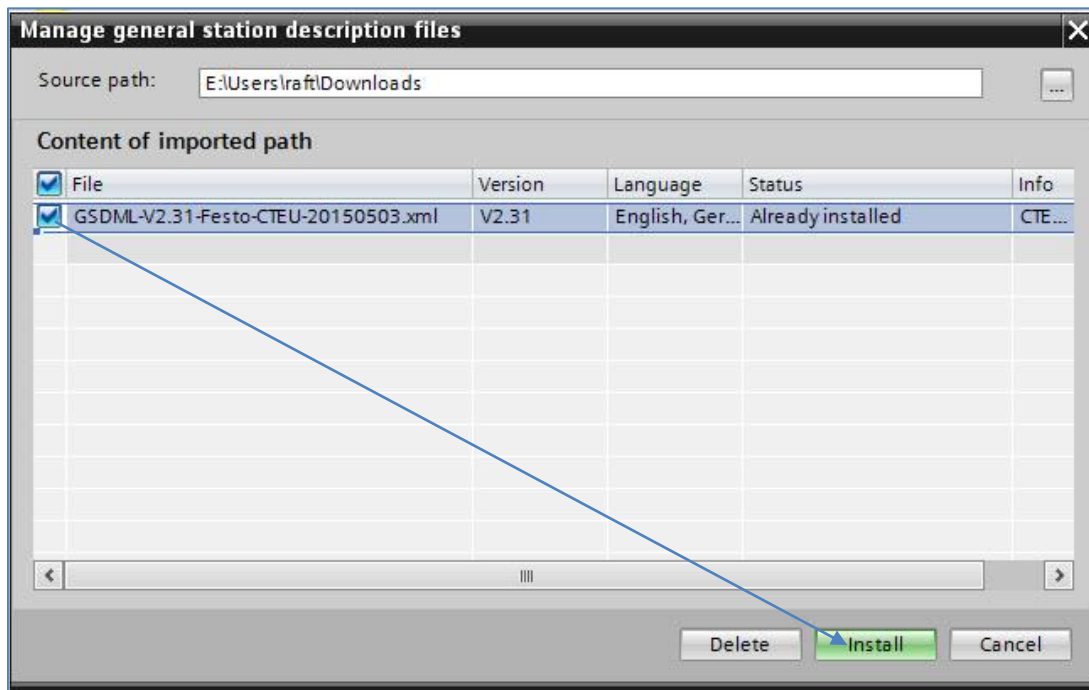 Manage general station description files
Source path: E:\Users\raft\Downloads ...
Content of imported path
File Version Language Status Info
GSDML-V2.31-Festo-CTEU-20150503.xml V2.31 English, Ger... Already installed CTE...
Delete Install Cancel